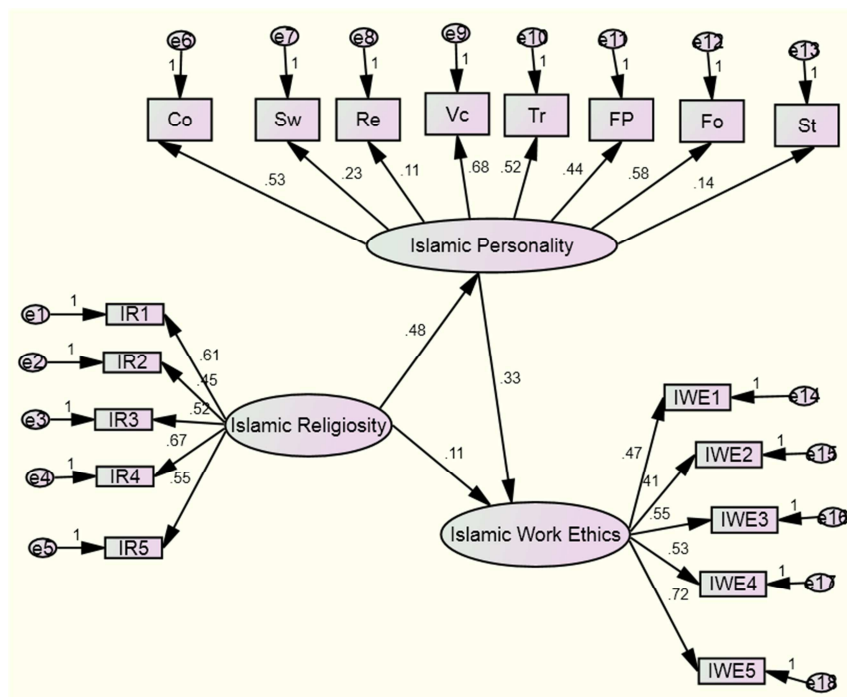 e6 e7 e8 e9 e10 e11 e12 e13
1 1 1 1 1 1 1 1
Co Sw Re Vc Tr FP Fo St
.53 .23 .11 .68 .52 .44 .58 .14
Islamic Personality
e1 1 IR1
e2 1 IR2
e3 1 IR3
e4 1 IR4
e5 1 IR5
.61
.45
.52
.67
.55
Islamic Religiosity
.48
.33
.11
Islamic Work Ethics
.47
.41
.55
.53
.72
IWE1 1 e14
IWE2 1 e15
IWE3 1 e16
IWE4 1 e17
IWE5 1 e18